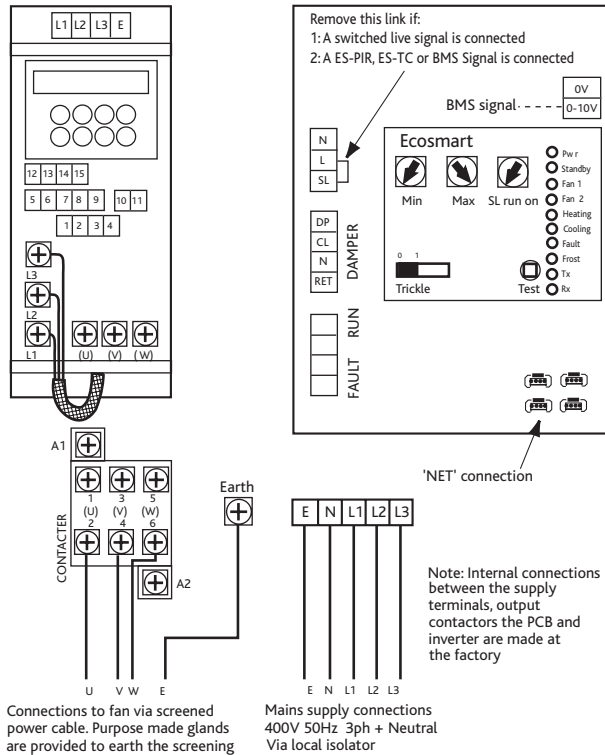 L1 L2 L3 E
12 13 14 15
5 6 7 8 9 10 11
1 2 3 4
L3
L2
L1 (U) (V) (W)
A1
1 3 5
(U) (V) (W)
2 4 6
CONTACTER
A2
Earth
U V W E
Connections to fan via screened
power cable. Purpose made glands
are provided to earth the screening
Remove this link if:
1: A switched live signal is connected
2: A ES-PIR, ES-TC or BMS Signal is connected
0V
BMS signal 0-10V
N
L
SL
Ecosmart
Min Max SL run on
Pwr
Standby
Fan 1
Fan 2
Heating
Cooling
Fault
Frost
Tx
Rx
0 1
Trickle
Test
DP
CL
N
RET
DAMPER
RUN
FAULT
'NET' connection
E N L1 L2 L3
Note: Internal connections
between the supply
terminals, output
contactors the PCB and
inverter are made at
the factory
E N L1 L2 L3
Mains supply connections
400V 50Hz 3ph + Neutral
Via local isolator